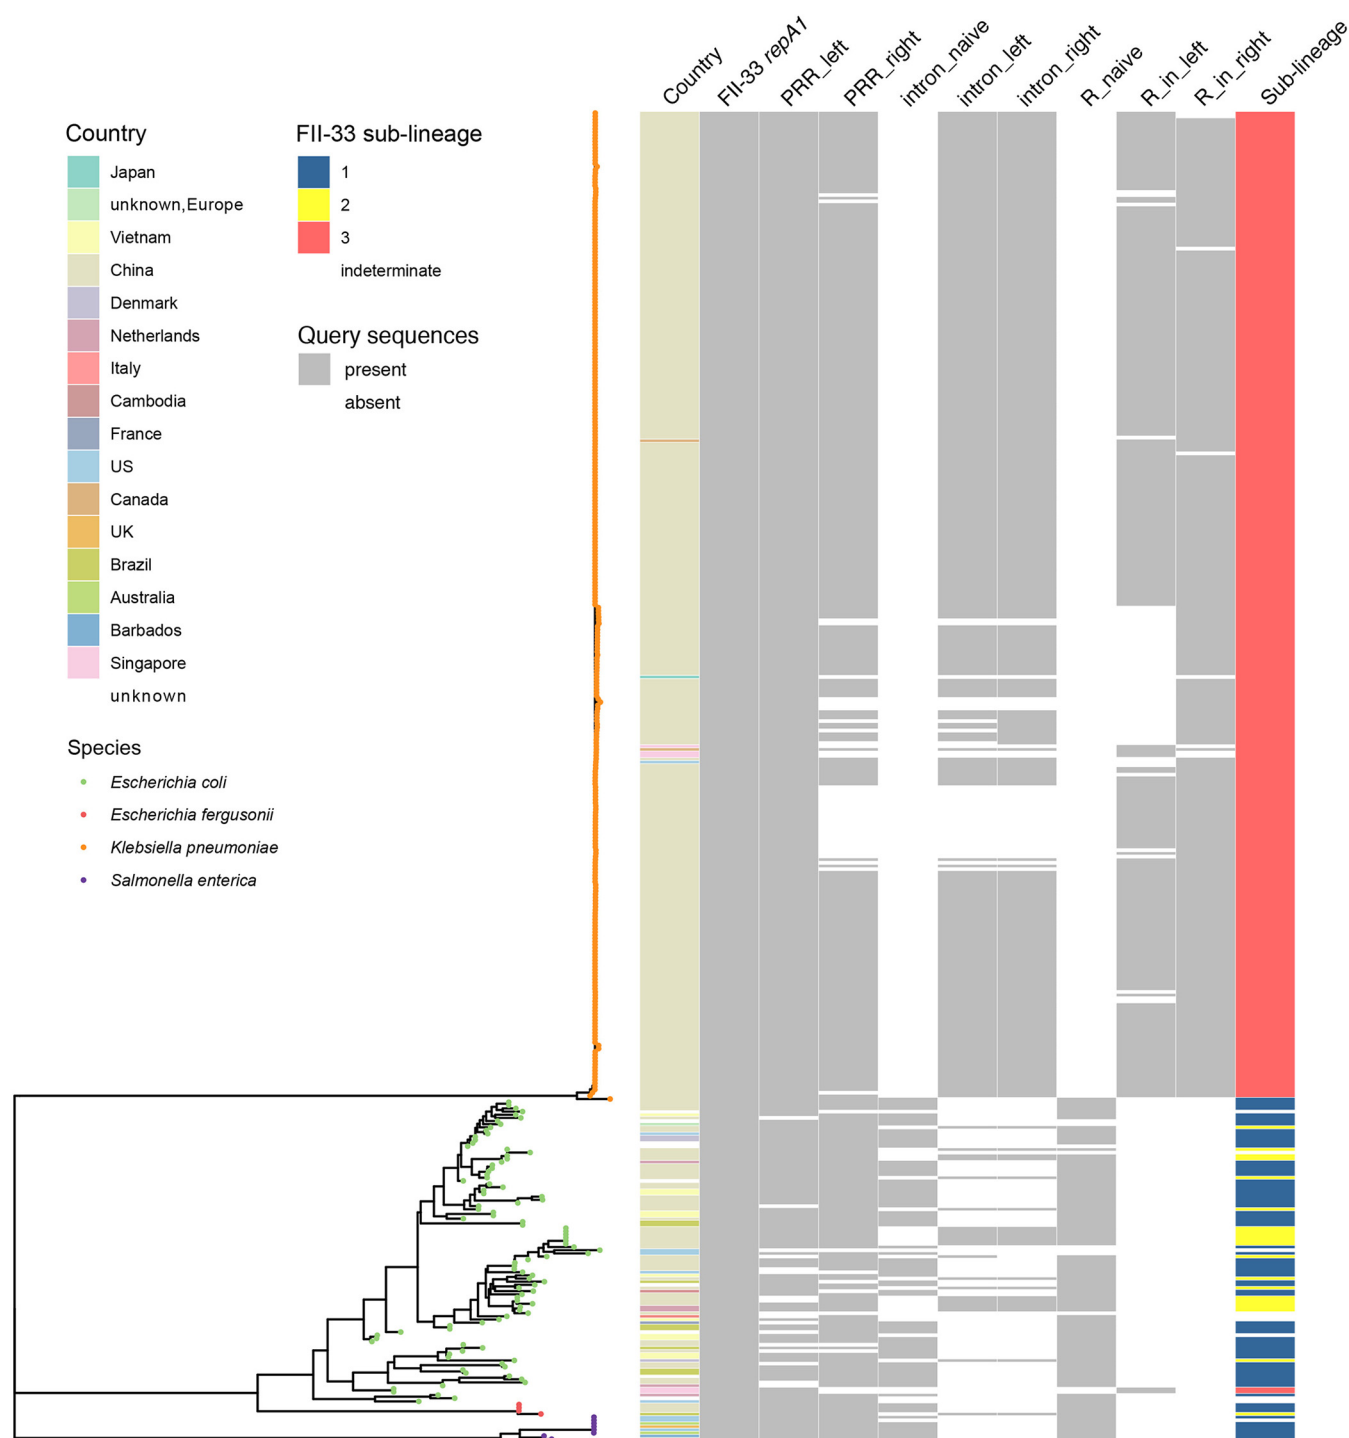 Country
FII-33 repA1
PRR_left
PRR_right
intron_naive
intron_left
intron_right
R_naive
R_in_left
R_in_right
Sub-lineage
Country
Japan
unknown,Europe
Vietnam
China
Denmark
Netherlands
Italy
Cambodia
France
US
Canada
UK
Brazil
Australia
Barbados
Singapore
unknown
FII-33 sub-lineage
1
2
3
indeterminate
Query sequences
present
absent
Species
Escherichia coli
Escherichia fergusonii
Klebsiella pneumoniae
Salmonella enterica